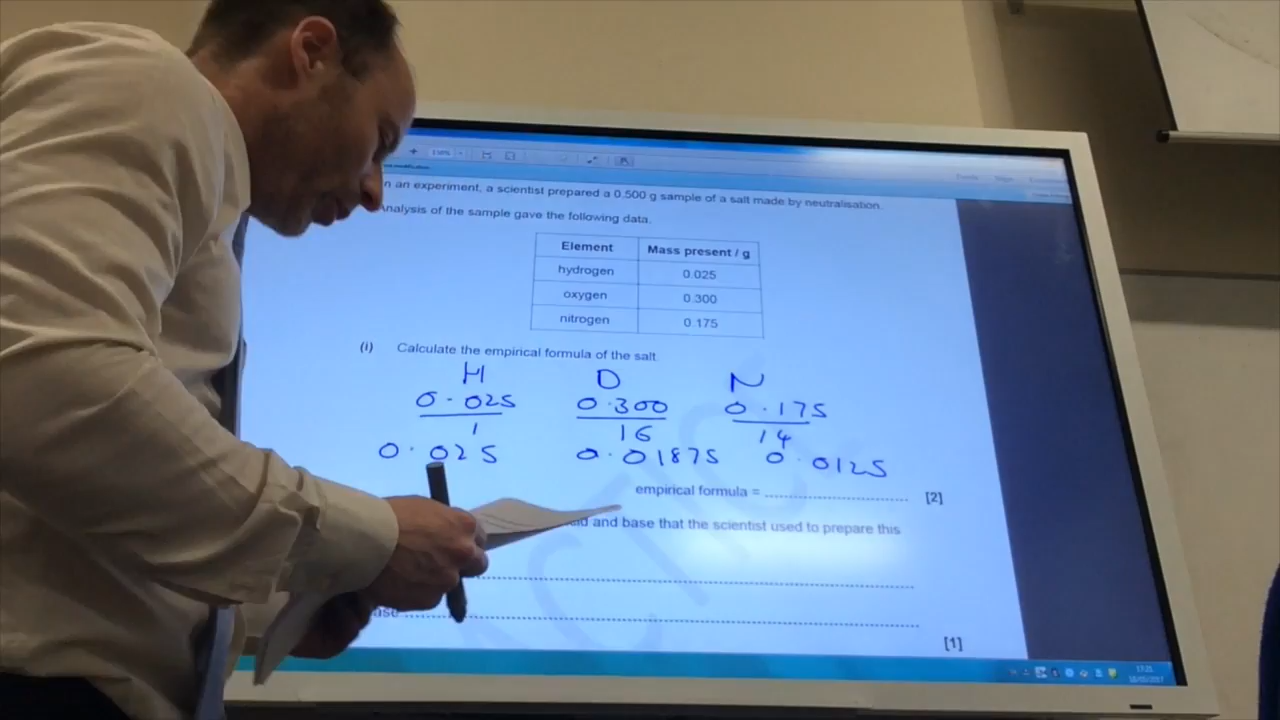 n an experiment, a scientist prepared a 0.500 g sample of a salt made by neutralisation.
Analysis of the sample gave the following data.
Element Mass present / g
hydrogen 0.025
oxygen 0.300
nitrogen 0.175
(i) Calculate the empirical formula of the salt
H O N
0.025 0.300 0.175
1 16 14
0.025 0.01875 0.0125
empirical formula = [2]
and base that the scientist used to prepare this
[1]
17:21